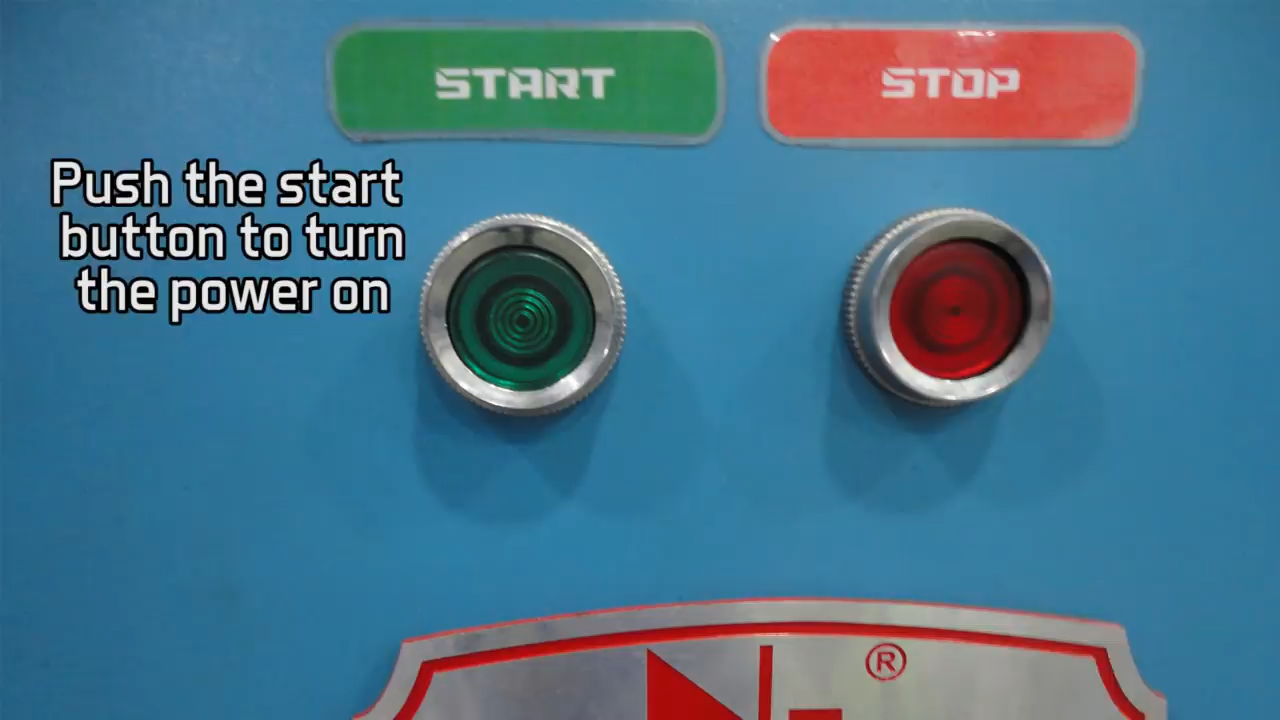 START
STOP
Push the start
button to turn
the power on
®